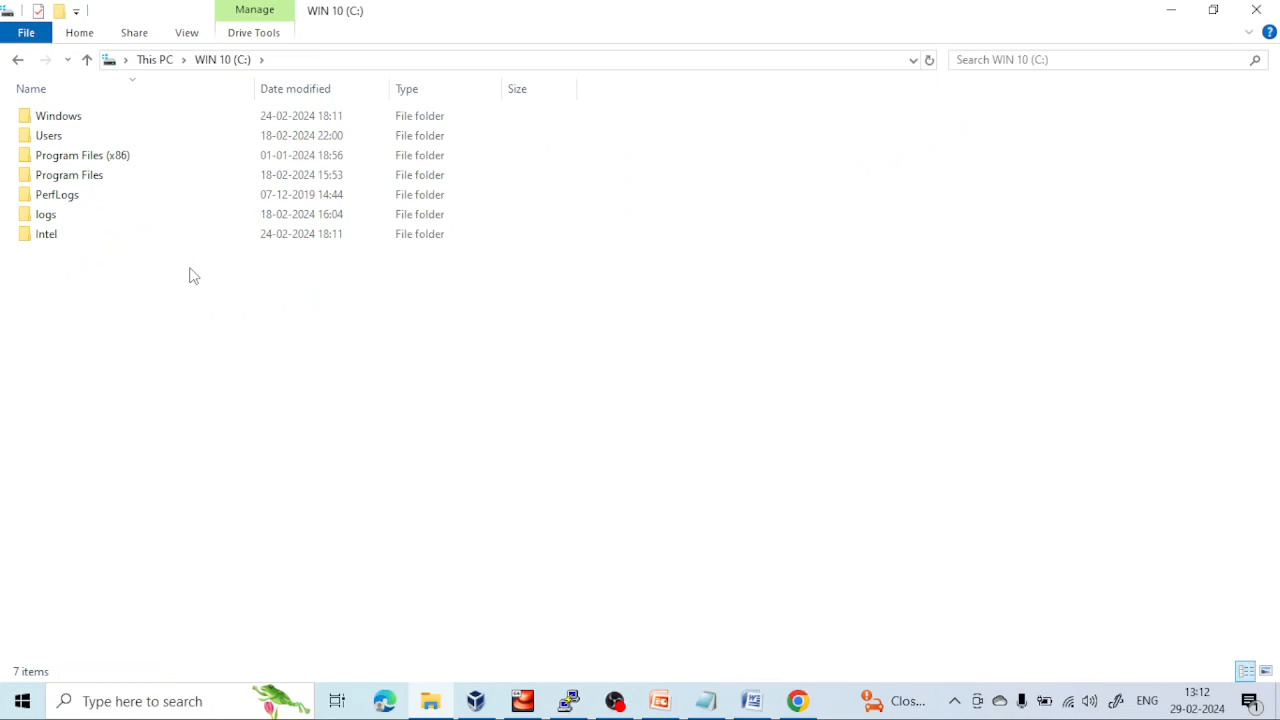 Manage WIN 10 (C:)
File Home Share View Drive Tools
This PC WIN 10 (C:) Search WIN 10 (C:)
Name Date modified Type Size
Windows 24-02-2024 18:11 File folder
Users 18-02-2024 22:00 File folder
Program Files (x86) 01-01-2024 18:56 File folder
Program Files 18-02-2024 15:53 File folder
PerfLogs 07-12-2019 14:44 File folder
logs 18-02-2024 16:04 File folder
Intel 24-02-2024 18:11 File folder
7 items
Type here to search Clos... ENG 13:12
29-02-2024 1